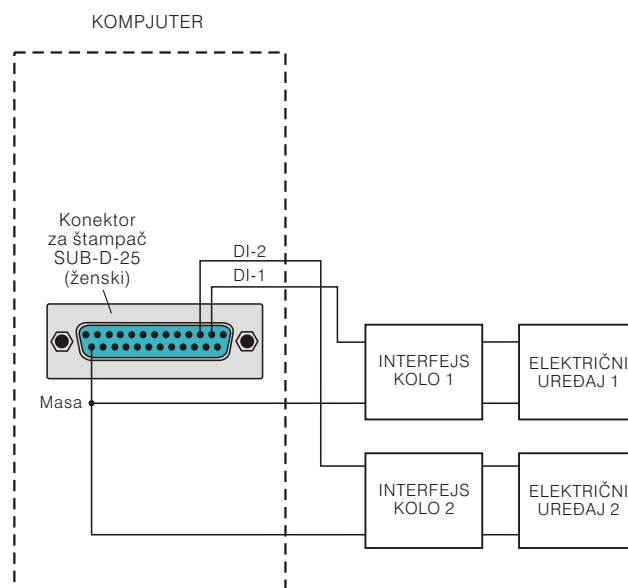 KOMPJUTER
Konektor
za štampač
SUB-D-25
(ženski)
DI-2
DI-1
Masa
INTERFEJS
KOLO 1
ELEKTRIČNI
UREĐAJ 1
INTERFEJS
KOLO 2
ELEKTRIČNI
UREĐAJ 2